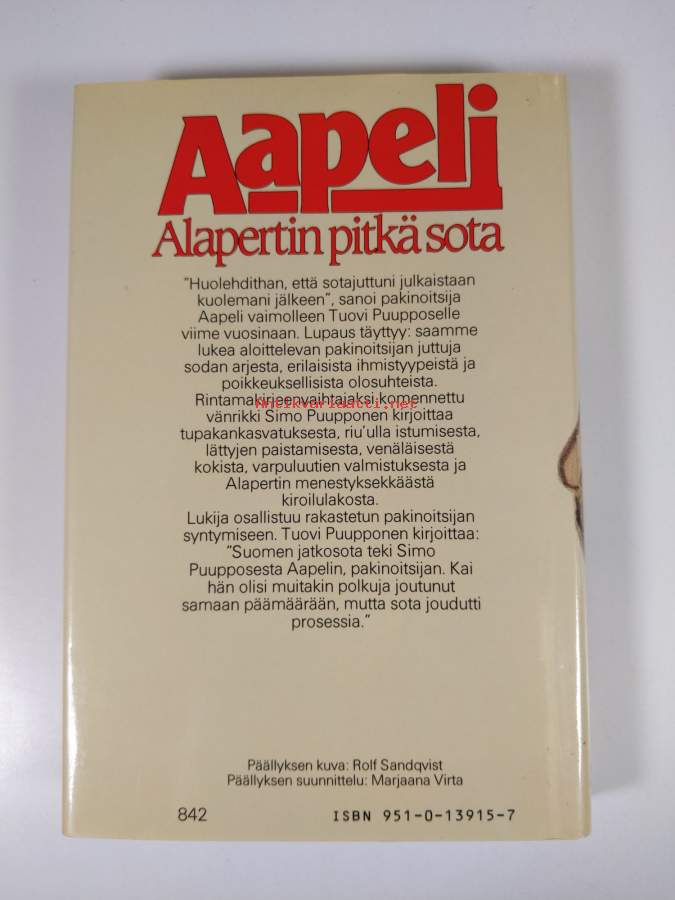 Aapeli
Alapertin pitkä sota
"Huolehdithan, että sotajuttuni julkaistaan
kuolemani jälkeen", sanoi pakinoitsija
Aapeli vaimolleen Tuovi Puupposelle
viime vuosinaan. Lupaus täyttyy: saamme
lukea aloittelevan pakinoitsijan juttuja
sodan arjesta, erilaisista ihmistyypeistä ja
poikkeuksellisista olosuhteista.
Rintamakirjeenvaihtajaksi komennettu
Antikvariaatti.net
vänrikki Simo Puupponen kirjoittaa
tupakankasvatuksesta, riu'ulla istumisesta,
lättyjen paistamisesta, venäläisestä
kokista, varpuluutien valmistuksesta ja
Alapertin menestyksekkäästä
kiroilulakosta.
Lukija osallistuu rakastetun pakinoitsijan
syntymiseen. Tuovi Puupponen kirjoittaa:
"Suomen jatkosota teki Simo
Puupposesta Aapelin, pakinoitsijan. Kai
hän olisi muitakin polkuja joutunut
samaan päämäärään, mutta sota joudutti
prosessia."
Päällyksen kuva: Rolf Sandqvist
Päällyksen suunnittelu: Marjaana Virta
842 ISBN 951-0-13915-7